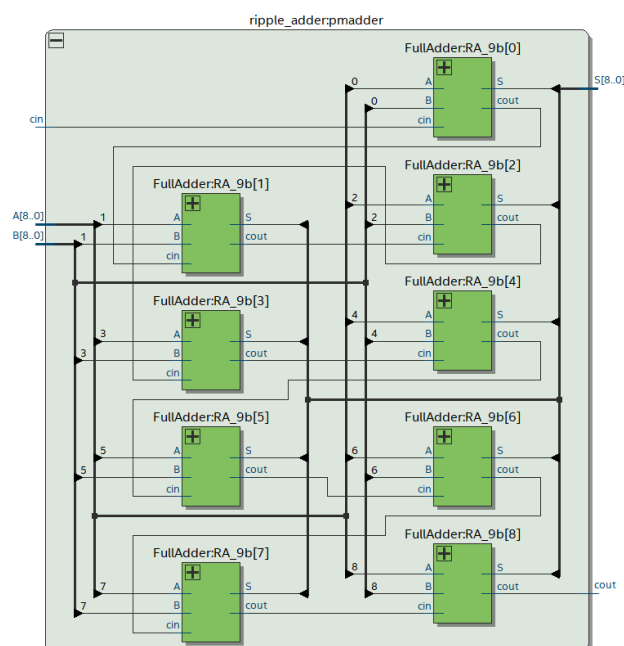 ripple_adder:pmadder
FullAdder:RA_9b[0]
0 A S S[8..0]
0 B cout
cin cin
FullAdder:RA_9b[2]
FullAdder:RA_9b[1]
2 A S
A[8..0] 1 A S 2 B cout
B[8..0] 1 B cout cin
cin
FullAdder:RA_9b[4]
FullAdder:RA_9b[3]
4 A S
3 A S 4 B cout
3 B cout cin
cin
FullAdder:RA_9b[5] FullAdder:RA_9b[6]
5 A S 6 A S
5 B cout 6 B cout
cin cin
FullAdder:RA_9b[8]
FullAdder:RA_9b[7]
8 A S
7 A S 8 B cout cout
7 B cout cin
cin